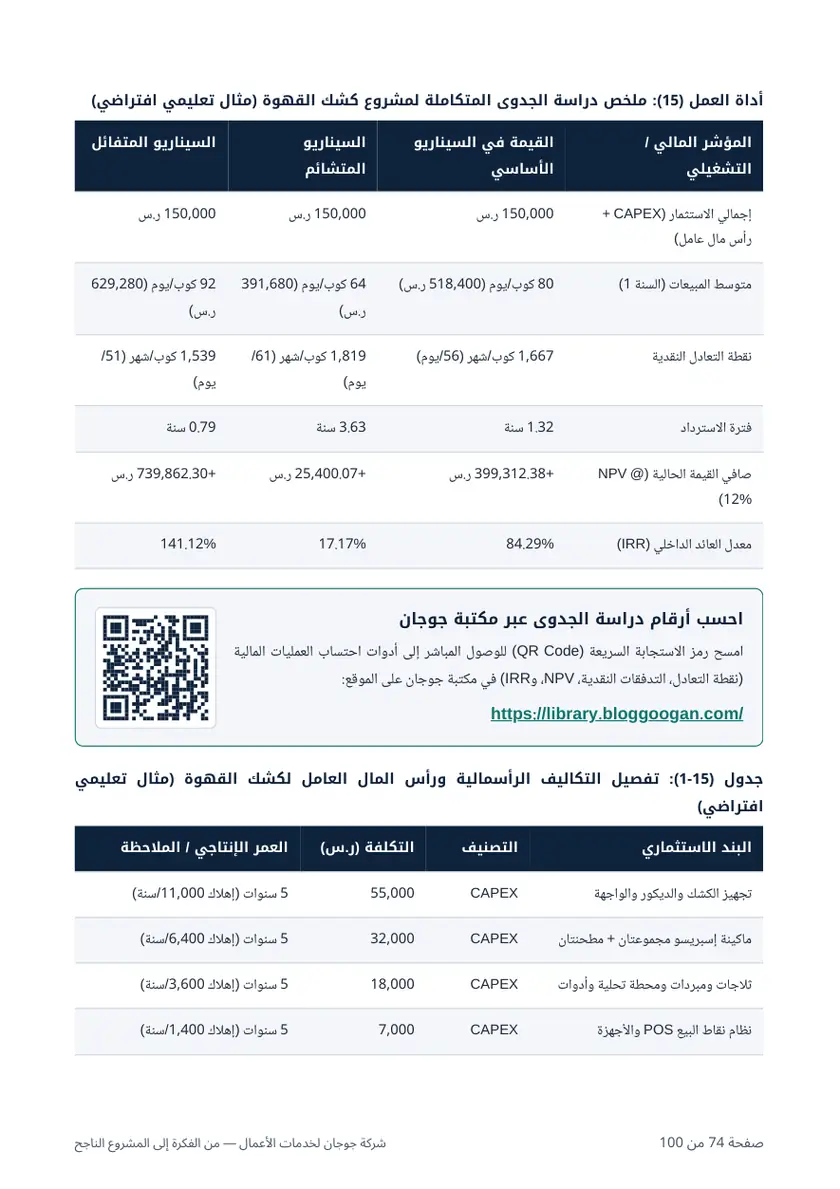 أداة العمل (15): ملخص دراسة الجدوى المتكاملة لمشروع كشك القهوة (مثال تعليمي افتراضي)
المؤشر المالي / التشغيلي
القيمة في السيناريو الأساسي
السيناريو المتشائم
السيناريو المتفائل
إجمالي الاستثمار (CAPEX + رأس مال عامل)
150,000 ر.س
150,000 ر.س
150,000 ر.س
متوسط المبيعات (السنة 1)
80 كوب/يوم (518,400 ر.س)
64 كوب/يوم (391,680 ر.س)
92 كوب/يوم (629,280 ر.س)
نقطة التعادل النقدية
1,667 كوب/شهر (56/يوم)
1,819 كوب/شهر (61/يوم)
1,539 كوب/شهر (51/يوم)
فترة الاسترداد
1.32 سنة
3.63 سنة
0.79 سنة
صافي القيمة الحالية (NPV @ 12%)
+399,312.38 ر.س
+25,400.07 ر.س
+739,862.30 ر.س
معدل العائد الداخلي (IRR)
84.29%
17.17%
141.12%
احسب أرقام دراسة الجدوى عبر مكتبة جوجان
امسح رمز الاستجابة السريعة (QR Code) للوصول المباشر إلى أدوات احتساب العمليات المالية
(نقطة التعادل، التدفقات النقدية، NPV، وIRR) في مكتبة جوجان على الموقع:
https://library.bloggoogan.com/
جدول (15-1): تفصيل التكاليف الرأسمالية ورأس المال العامل لكشك القهوة (مثال تعليمي
افتراضي)
البند الاستثماري
التصنيف
التكلفة (ر.س)
العمر الإنتاجي / الملاحظة
تجهيز الكشك والديكور والواجهة
CAPEX
55,000
5 سنوات (إهلاك 11,000/سنة)
ماكينة إسبريسو مجموعتان + مطحنتان
CAPEX
32,000
5 سنوات (إهلاك 6,400/سنة)
ثلاجات ومبردات ومحطة تحلية وأدوات
CAPEX
18,000
5 سنوات (إهلاك 3,600/سنة)
نظام نقاط البيع POS والأجهزة
CAPEX
7,000
5 سنوات (إهلاك 1,400/سنة)
صفحة 74 من 100
شركة جوجان لخدمات الأعمال — من الفكرة إلى المشروع الناجح